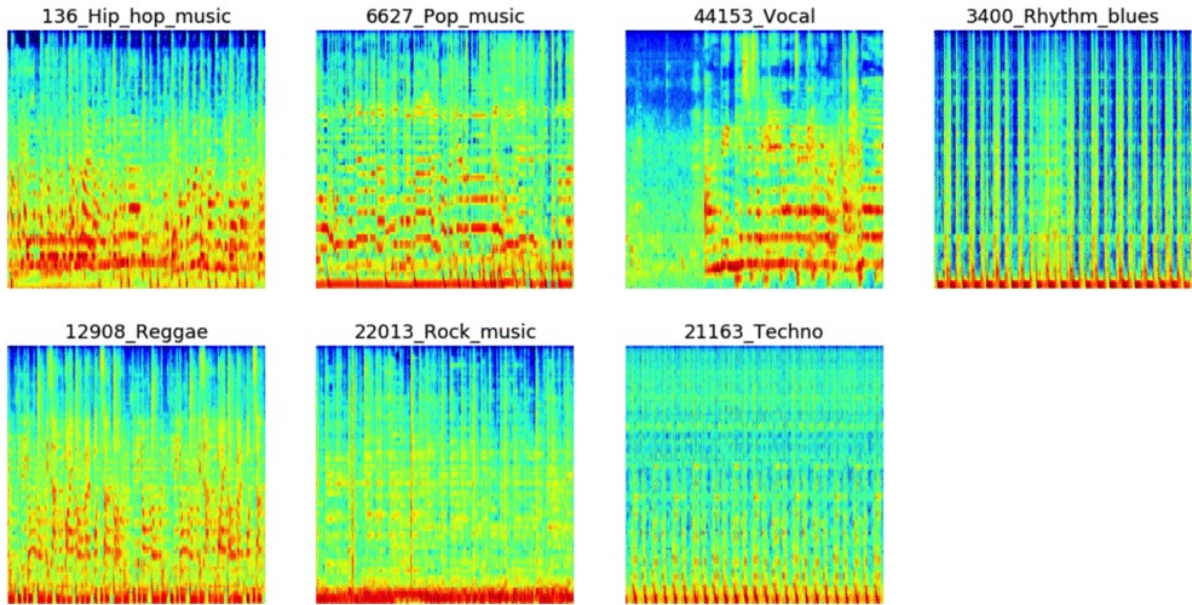 136_Hip_hop_music
6627_Pop_music
44153_Vocal
3400_Rhythm_blues
12908_Reggae
22013_Rock_music
21163_Techno